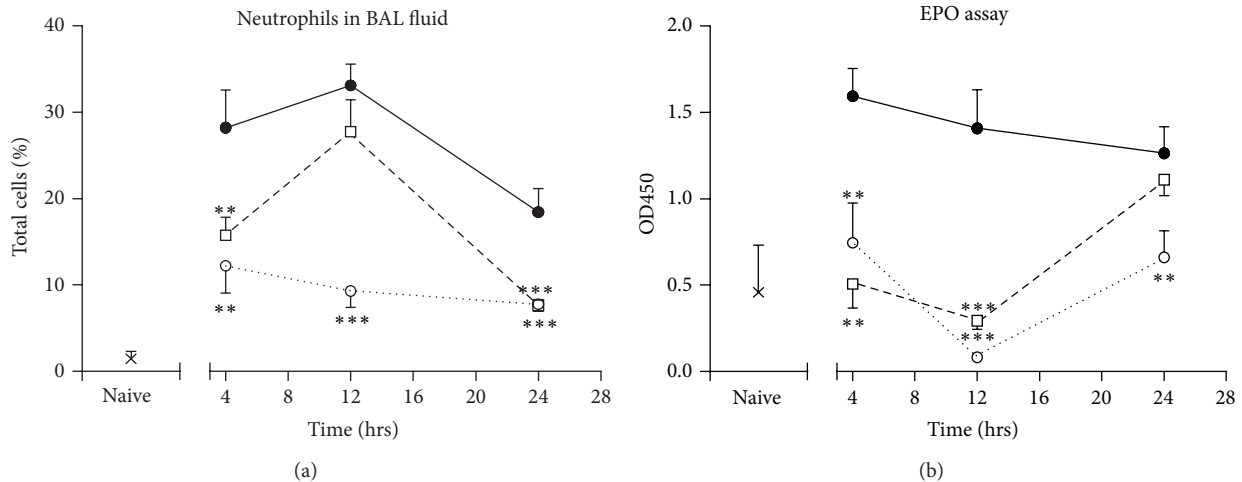 Neutrophils in BAL fluid
40
30
20
10
0
Total cells (%)
**
**
***
***
***
Naive
4 8 12 16 20 24 28
Time (hrs)
(a)
EPO assay
2.0
1.5
1.0
0.5
0.0
OD450
**
**
***
***
**
Naive
4 8 12 16 20 24 28
Time (hrs)
(b)